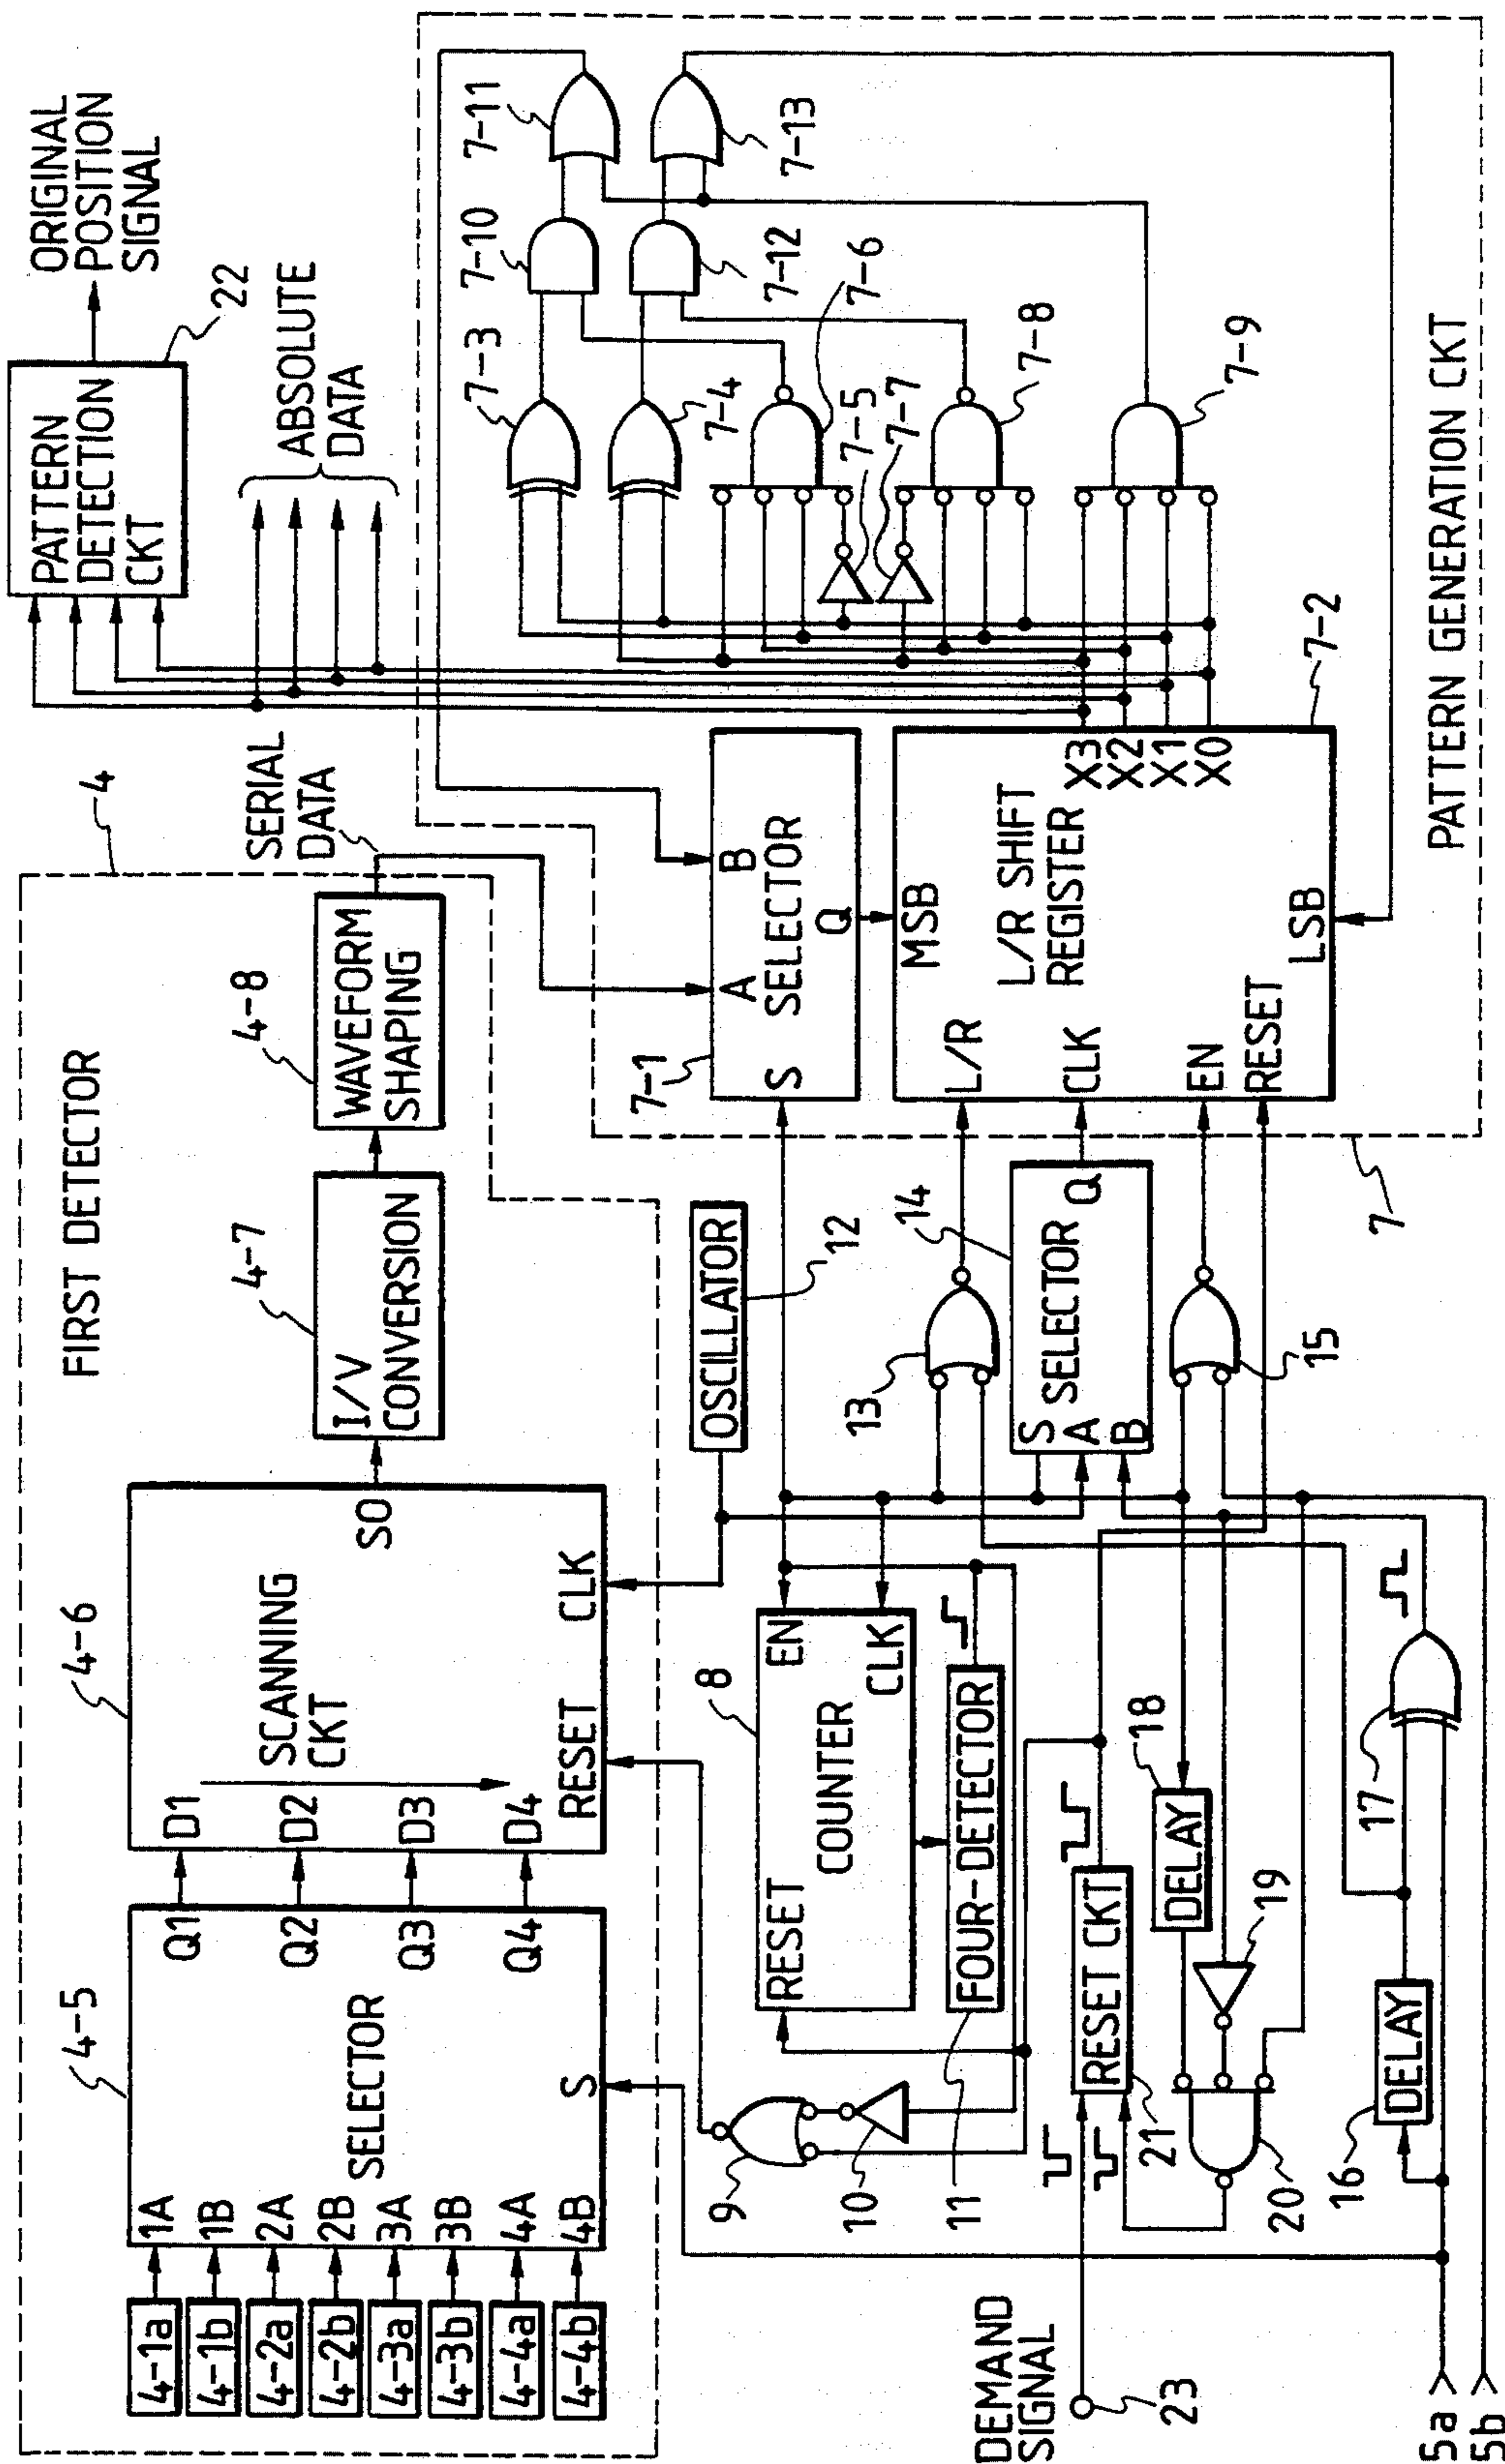 FIRST DETECTOR
4
4-1a
4-1b
4-2a
4-2b
4-3a
4-3b
4-4a
4-4b
4-5
1A
1B
2A
2B
3A
3B
4A
4B
SELECTOR
S
Q1
Q2
Q3
Q4
4-6
D1
D2
D3
D4
SCANNING
CKT
RESET
CLK
SO
4-7
I/V
CONVERSION
4-8
WAVEFORM
SHAPING
SERIAL
DATA
PATTERN
DETECTION
CKT
22
ORIGINAL
POSITION
SIGNAL
ABSOLUTE
DATA
OSCILLATOR
12
8
RESET
COUNTER
EN
CLK
FOUR-DETECTOR
11
9
10
DEMAND
SIGNAL
23
RESET CKT
21
DELAY
18
19
20
DELAY
16
17
5a
5b
13
14
S
A
B
SELECTOR
Q
15
7
7-1
S
A
B
SELECTOR
Q
L/R
CLK
EN
RESET
MSB
L/R SHIFT
REGISTER
LSB
X3
X2
X1
X0
7-2
7-3
7-4
7-5
7-6
7-7
7-8
7-9
7-10
7-11
7-12
7-13
PATTERN GENERATION CKT